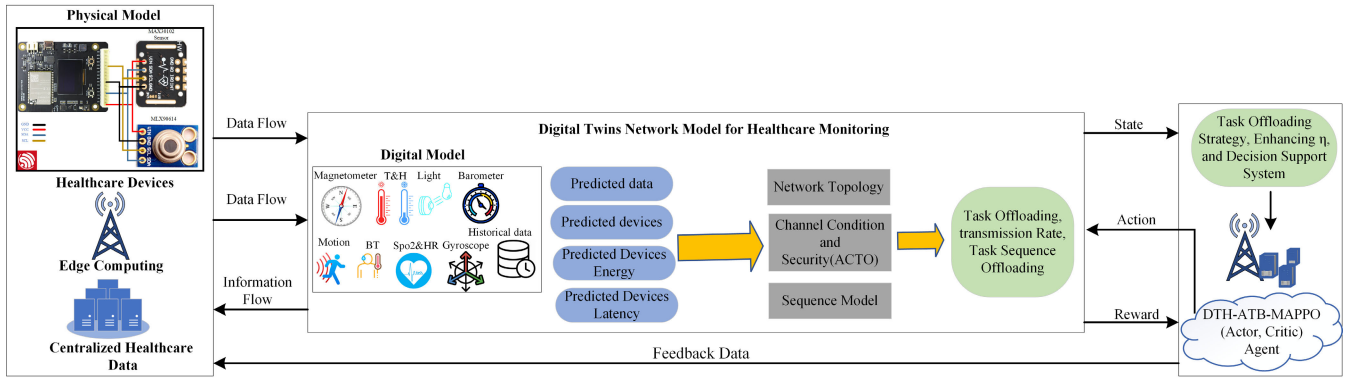 Physical Model
MAX30102
Sensor
MLX90614
Healthcare Devices
Edge Computing
Centralized Healthcare
Data
Data Flow
Data Flow
Information
Flow
Digital Twins Network Model for Healthcare Monitoring
Digital Model
Magnetometer
T&H
Light
Barometer
Motion
BT
Spo2&HR
Gyroscope
Historical data
Predicted data
Predicted devices
Predicted Devices
Energy
Predicted Devices
Latency
Network Topology
Channel Condition
and
Security(ACTO)
Sequence Model
Task Offloading,
transmission Rate,
Task Sequence
Offloading
State
Action
Reward
Feedback Data
Task Offloading
Strategy, Enhancing η,
and Decision Support
System
DTH-ATB-MAPPO
(Actor, Critic)
Agent